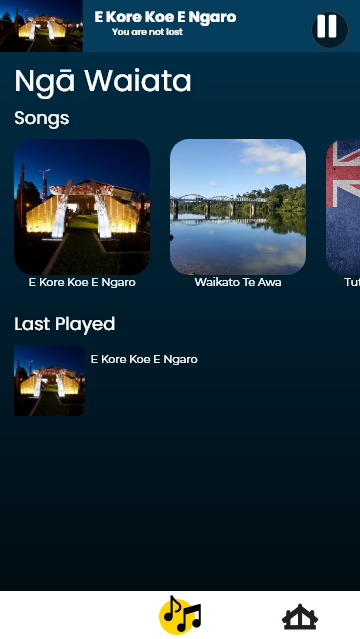 E Kore Koe E Ngaro
You are not lost
Ngā Waiata
Songs
E Kore Koe E Ngaro
Waikato Te Awa
Last Played
E Kore Koe E Ngaro